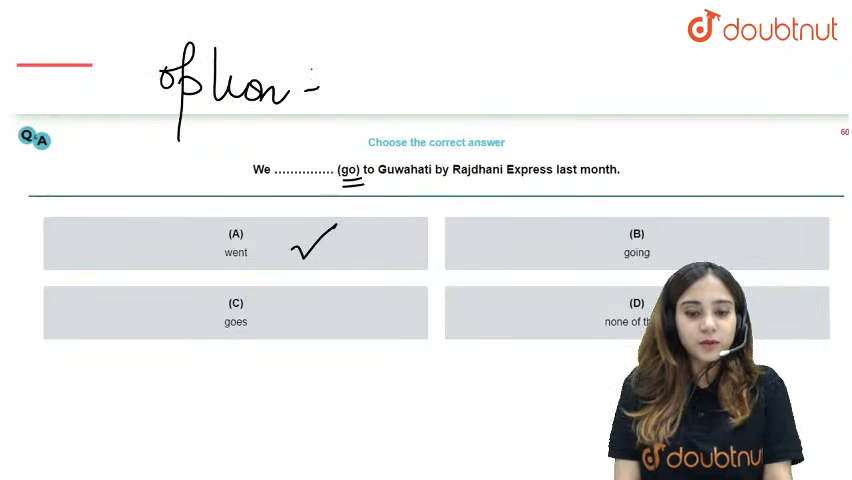 doubtnut
option :-
Q&A
Choose the correct answer
60
We ............... (go) to Guwahati by Rajdhani Express last month.
(A)
went
(B)
going
(C)
goes
(D)
none of
doubtnut